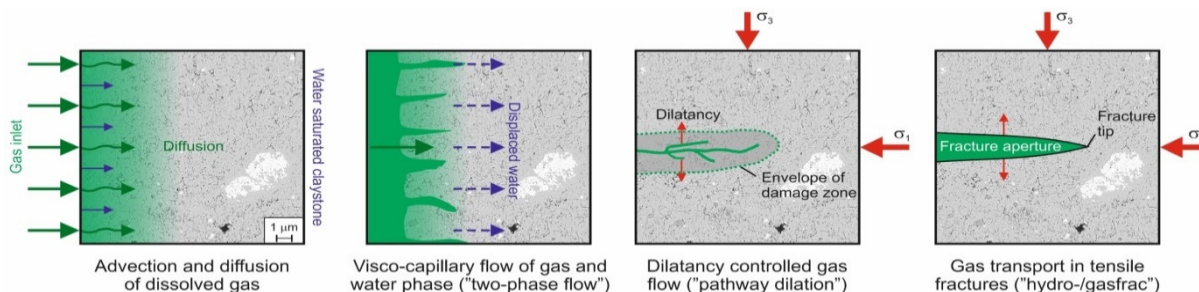 Gas inlet
Diffusion
Water saturated claystone
1 μm
Advection and diffusion
of dissolved gas
Displaced water
Visco-capillary flow of gas and
water phase ("two-phase flow")
σ3
Dilatancy
σ1
Envelope of
damage zone
Dilatancy controlled gas
flow ("pathway dilation")
σ3
Fracture
tip
Fracture aperture
σ
Gas transport in tensile
fractures ("hydro-/gasfrac")